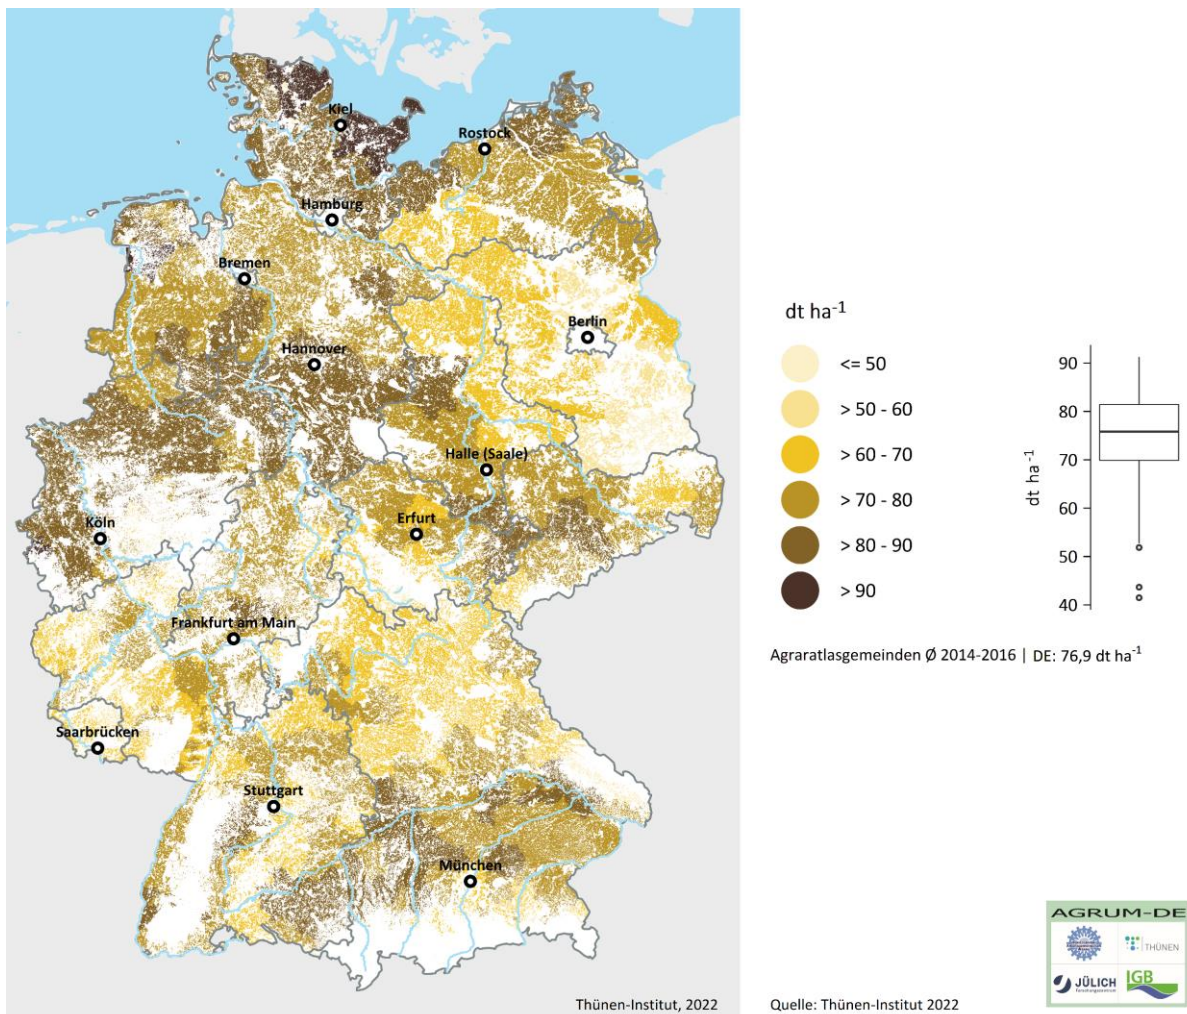 Kiel
Rostock
Hamburg
Bremen
Berlin
Hannover
Halle (Saale)
Köln
Erfurt
Frankfurt am Main
Saarbrücken
Stuttgart
München
Thünen-Institut, 2022
dt ha-1
<= 50
> 50 - 60
> 60 - 70
> 70 - 80
> 80 - 90
> 90
dt ha -1
90
80
70
60
50
40
Agraratlasgemeinden Ø 2014-2016 | DE: 76,9 dt ha-1
Quelle: Thünen-Institut 2022
AGRUM-DE
THÜNEN
JÜLICH
Forschungszentrum
IGB